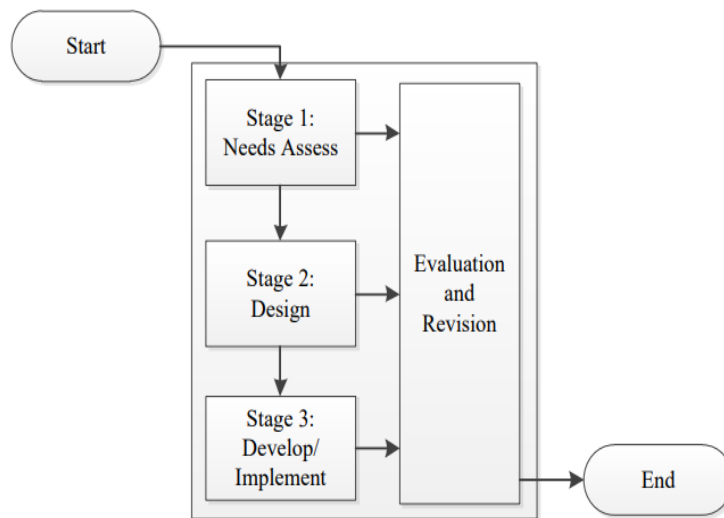 Start
Stage 1:
Needs Assess
Stage 2:
Design
Stage 3:
Develop/
Implement
Evaluation
and
Revision
End